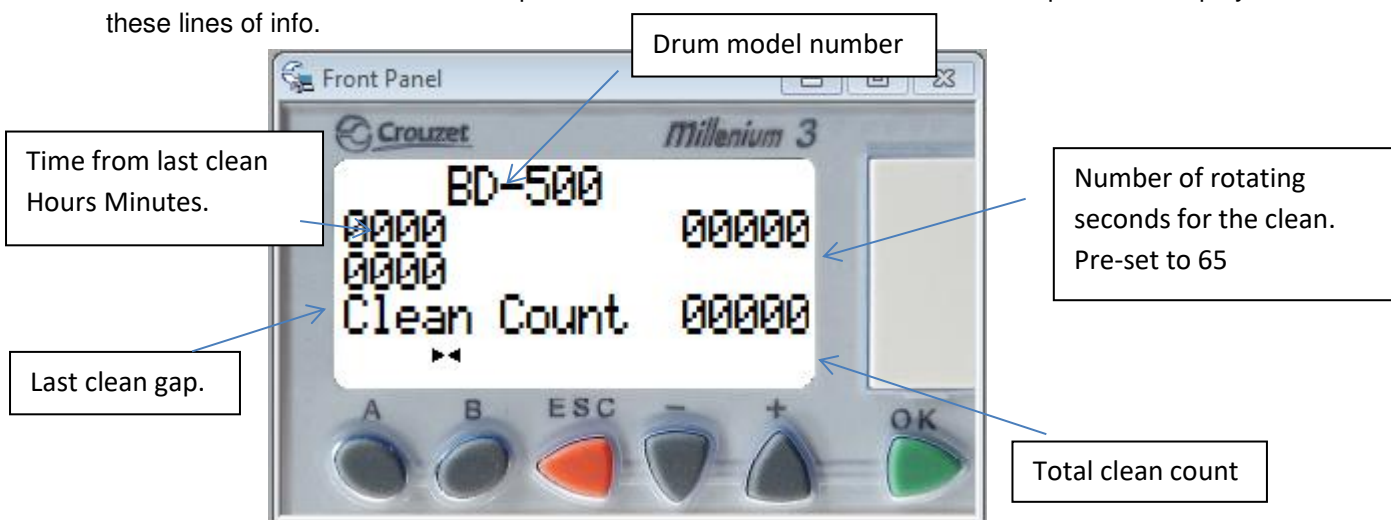 these lines of info.
Drum model number
Front Panel
Crouzet
Millenium 3
Time from last clean
Hours Minutes.
BD-500
0000
00000
Number of rotating
seconds for the clean.
Pre-set to 65
0000
Clean Count 00000
Last clean gap.
A B ESC - + OK
Total clean count